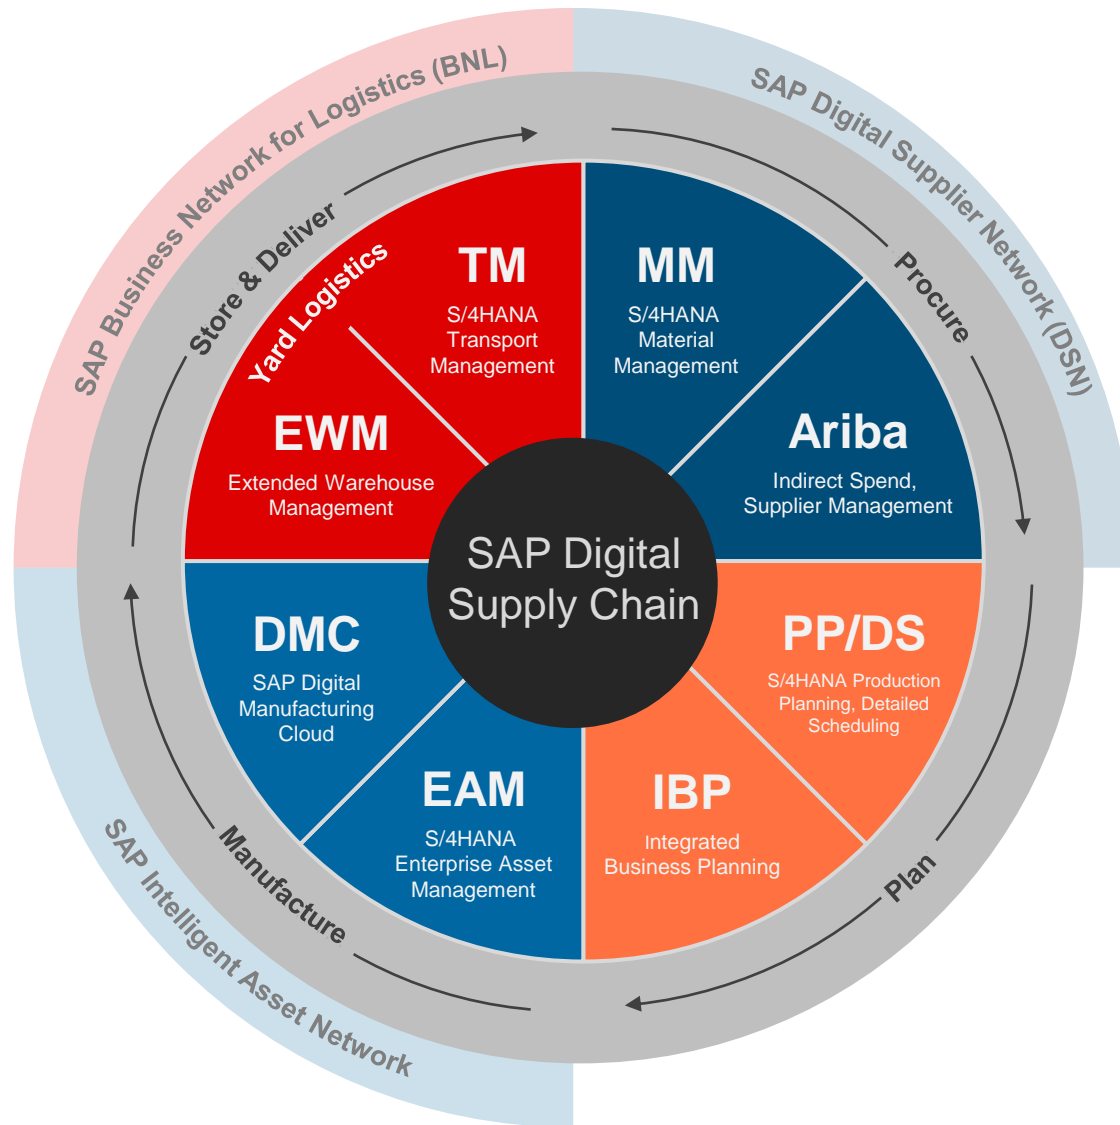 SAP Business Network for Logistics (BNL)
SAP Digital Supplier Network (DSN)
Store & Deliver
Procure
Yard Logistics
TM
S/4HANA
Transport
Management
MM
S/4HANA
Material
Management
EWM
Extended Warehouse
Management
Ariba
Indirect Spend,
Supplier Management
SAP Digital
Supply Chain
DMC
SAP Digital
Manufacturing
Cloud
PP/DS
S/4HANA Production
Planning, Detailed
Scheduling
EAM
S/4HANA
Enterprise Asset
Management
IBP
Integrated
Business Planning
Manufacture
Plan
SAP Intelligent Asset Network